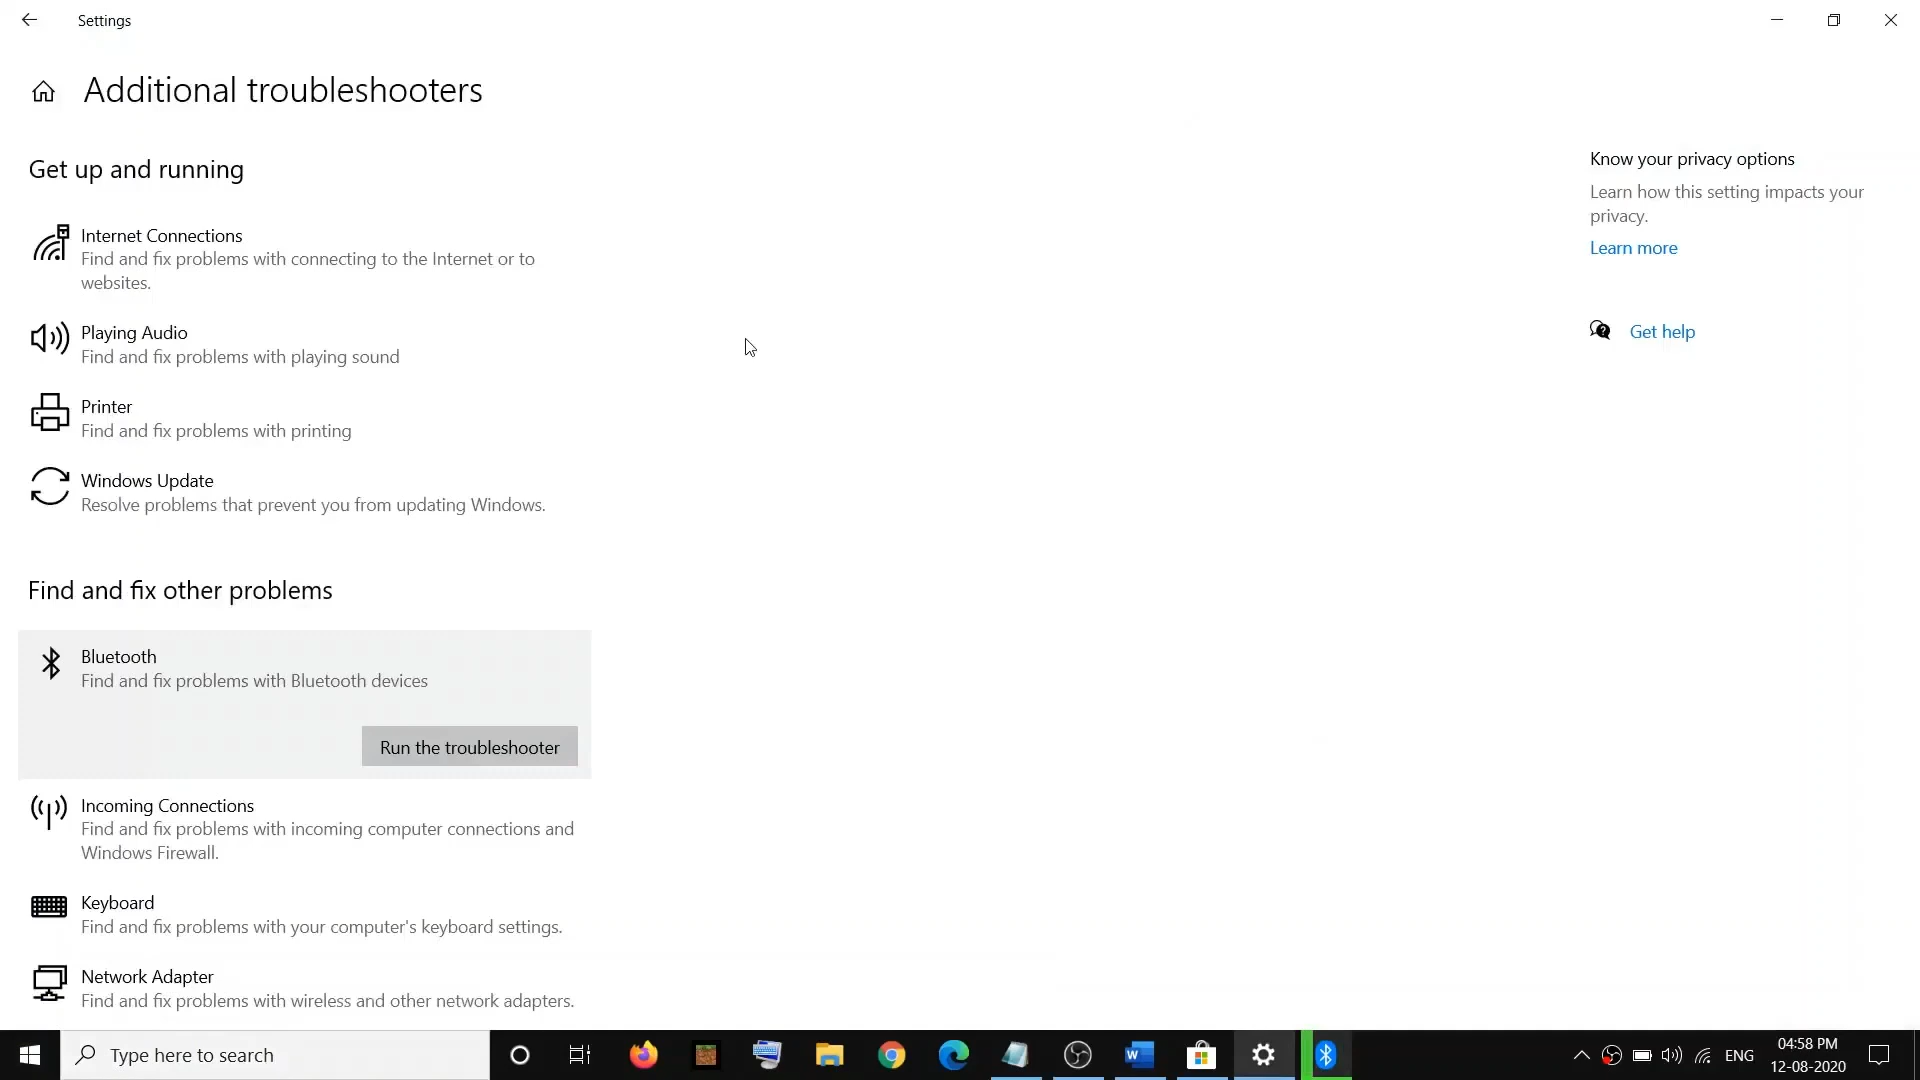 Settings
Additional troubleshooters
Get up and running
Internet Connections
Find and fix problems with connecting to the Internet or to
websites.
Playing Audio
Find and fix problems with playing sound
Printer
Find and fix problems with printing
Windows Update
Resolve problems that prevent you from updating Windows.
Find and fix other problems
Bluetooth
Find and fix problems with Bluetooth devices
Run the troubleshooter
Incoming Connections
Find and fix problems with incoming computer connections and
Windows Firewall.
Keyboard
Find and fix problems with your computer's keyboard settings.
Network Adapter
Find and fix problems with wireless and other network adapters.
Know your privacy options
Learn how this setting impacts your
privacy.
Learn more
Get help
Type here to search
ENG
04:58 PM
12-08-2020